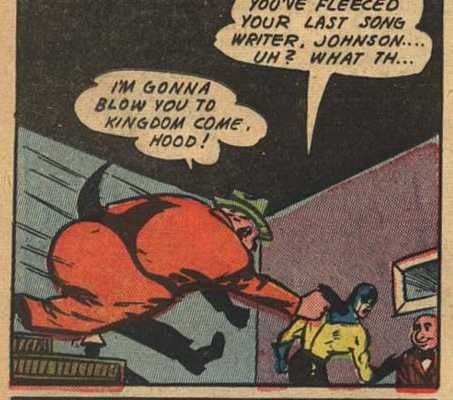 YOU'VE FLEECED
YOUR LAST SONG
WRITER, JOHNSON....
UH? WHAT TH...
I'M GONNA
BLOW YOU TO
KINGDOM COME,
HOOD!